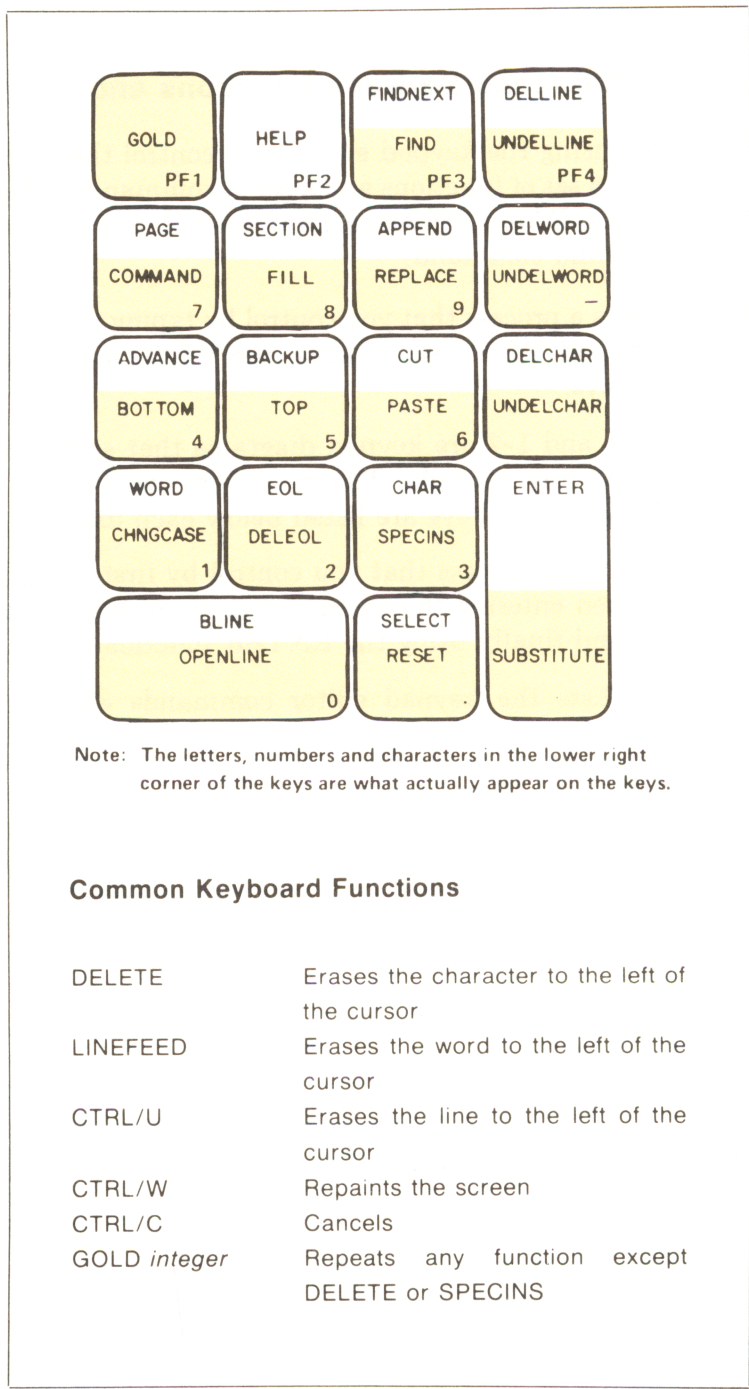 FINDNEXT DELLINE
GOLD HELP FIND UNDELLINE
PF1 PF2 PF3 PF4
PAGE SECTION APPEND DELWORD
COMMAND FILL REPLACE UNDELWORD
7 8 9 –
ADVANCE BACKUP CUT DELCHAR
BOTTOM TOP PASTE UNDELCHAR
4 5 6
WORD EOL CHAR ENTER
CHNGCASE DELEOL SPECINS
1 2 3
BLINE SELECT
OPENLINE RESET SUBSTITUTE
0 .
Note: The letters, numbers and characters in the lower right
corner of the keys are what actually appear on the keys.
Common Keyboard Functions
DELETE Erases the character to the left of
the cursor
LINEFEED Erases the word to the left of the
cursor
CTRL/U Erases the line to the left of the
cursor
CTRL/W Repaints the screen
CTRL/C Cancels
GOLD integer Repeats any function except
DELETE or SPECINS